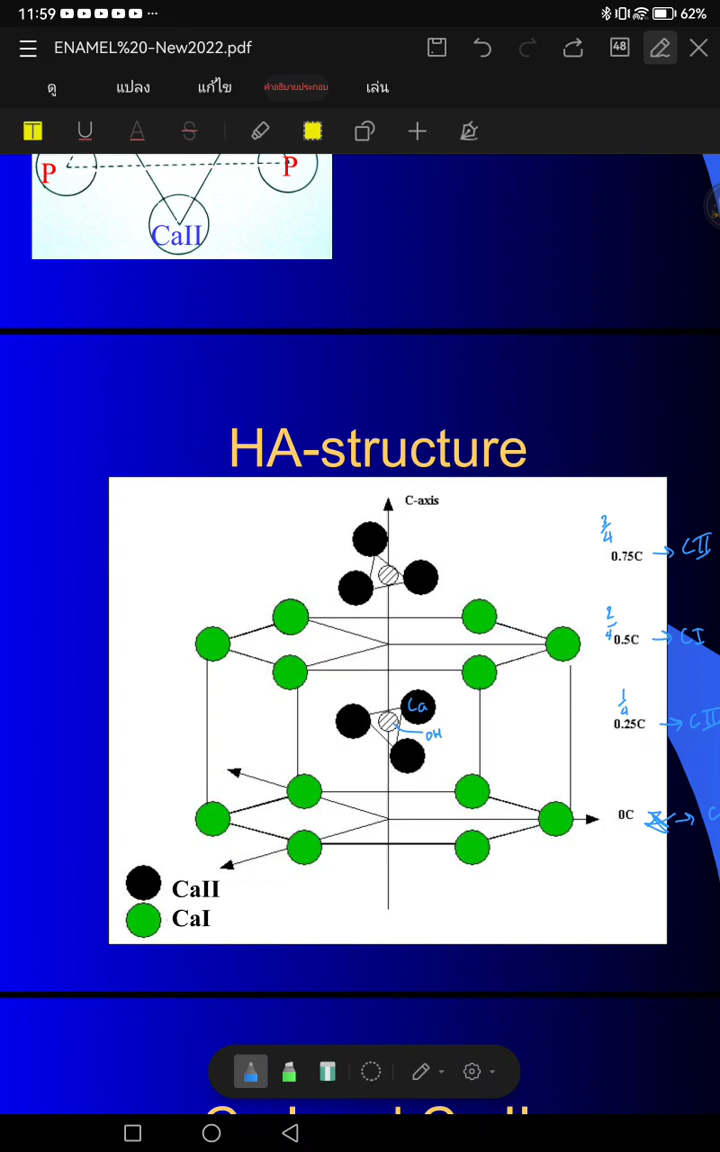 11:59 ... 62%
ENAMEL%20-New2022.pdf 48
ดู แปลง แก้ไข คำอธิบายประกอบ เล่น
T U A S
P P
CaII
HA-structure
C-axis
3/4
0.75C → CII
2/4
0.5C → CI
1/4
Ca
0.25C → CII
OH
0C → C
CaII
CaI